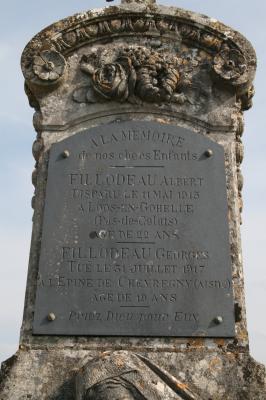 A LA MEMOIRE
de nos chers Enfants
FILLODEAU ALBERT
DISPARU LE 11 MAI 1915
A LOOS-EN-GOHELLE
(Pas-de-Calais)
AGE DE 22 ANS
FILLODEAU GEORGES
TUE LE 31 JUILLET 1917
A L'EPINE DE CHEVREGNY (AISNE)
AGE DE 19 ANS
Priez Dieu pour Eux